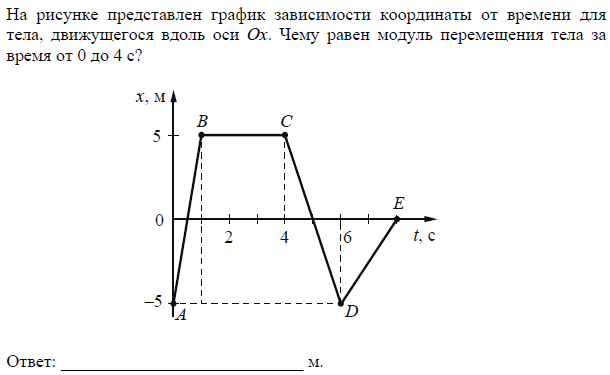 На рисунке представлен график зависимости координаты от времени для
тела, движущегося вдоль оси Ox. Чему равен модуль перемещения тела за
время от 0 до 4 с?
x, м
B
C
5
E
0
2
4
6
t, с
–5
A
D
Ответ: ___________________________ м.